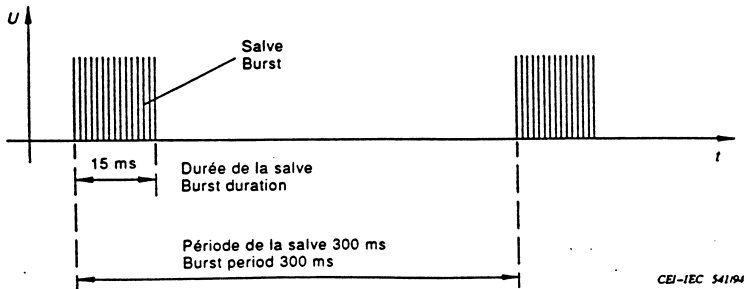 U
Salve
Burst
t
15 ms
Durée de la salve
Burst duration
Période de la salve 300 ms
Burst period 300 ms
CEI-IEC 541/94